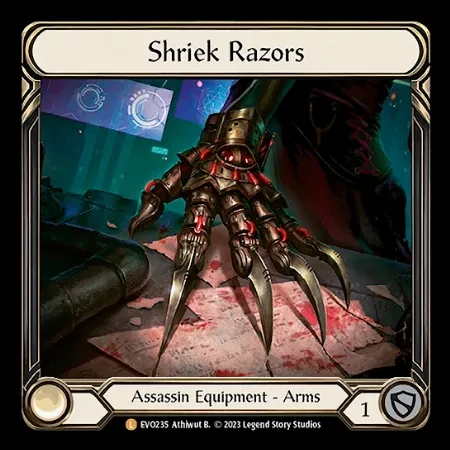 Shriek Razors
Assassin Equipment - Arms
1
L EVO235 Athiwut B. © 2023 Legend Story Studios